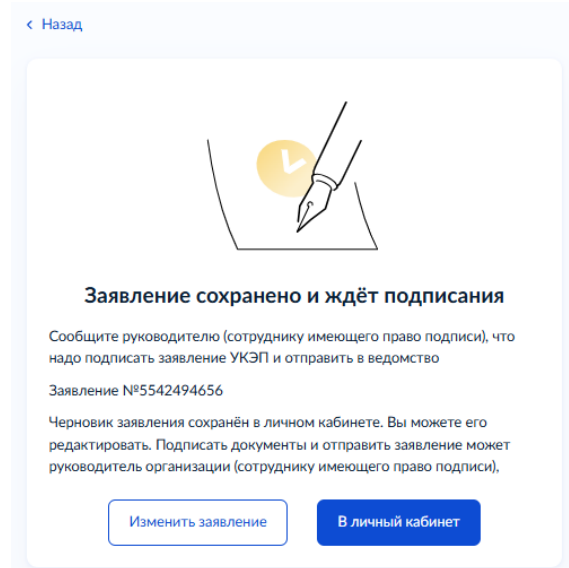 Назад
Заявление сохранено и ждёт подписания
Сообщите руководителю (сотруднику имеющего право подписи), что
надо подписать заявление УКЭП и отправить в ведомство
Заявление №5542494656
Черновик заявления сохранён в личном кабинете. Вы можете его
редактировать. Подписать документы и отправить заявление может
руководитель организации (сотруднику имеющего право подписи),
Изменить заявление
В личный кабинет